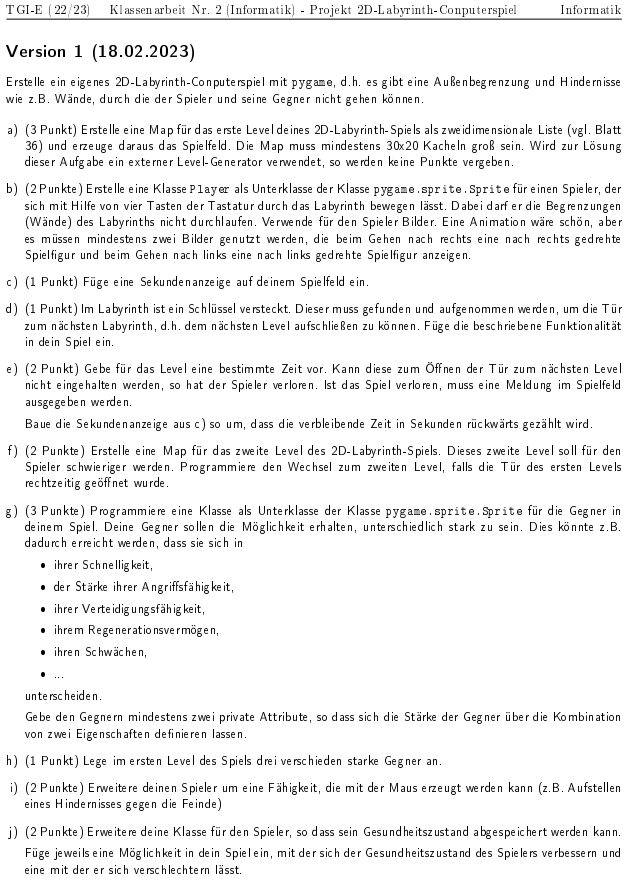 TGI-E (22/23) Klassenarbeit Nr. 2 (Informatik) - Projekt 2D-Labyrinth-Conputerspiel Informatik
Version 1 (18.02.2023)
Erstelle ein eigenes 2D-Labyrinth-Conputerspiel mit pygame, d.h. es gibt eine Außenbegrenzung und Hindernisse
wie z.B. Wände, durch die der Spieler und seine Gegner nicht gehen können.
a) (3 Punkt) Erstelle eine Map für das erste Level deines 2D-Labyrinth-Spiels als zweidimensionale Liste (vgl. Blatt
36) und erzeuge daraus das Spielfeld. Die Map muss mindestens 30x20 Kacheln groß sein. Wird zur Lösung
dieser Aufgabe ein externer Level-Generator verwendet, so werden keine Punkte vergeben.
b) (2 Punkte) Erstelle eine Klasse Player als Unterklasse der Klasse pygame.sprite.Sprite für einen Spieler, der
sich mit Hilfe von vier Tasten der Tastatur durch das Labyrinth bewegen lässt. Dabei darf er die Begrenzungen
(Wände) des Labyrinths nicht durchlaufen. Verwende für den Spieler Bilder. Eine Animation wäre schön, aber
es müssen mindestens zwei Bilder genutzt werden, die beim Gehen nach rechts eine nach rechts gedrehte
Spielfigur und beim Gehen nach links eine nach links gedrehte Spielfigur anzeigen.
c) (1 Punkt) Füge eine Sekundenanzeige auf deinem Spielfeld ein.
d) (1 Punkt) Im Labyrinth ist ein Schlüssel versteckt. Dieser muss gefunden und aufgenommen werden, um die Tür
zum nächsten Labyrinth, d.h. dem nächsten Level aufschließen zu können. Füge die beschriebene Funktionalität
in dein Spiel ein.
e) (2 Punkt) Gebe für das Level eine bestimmte Zeit vor. Kann diese zum Öffnen der Tür zum nächsten Level
nicht eingehalten werden, so hat der Spieler verloren. Ist das Spiel verloren, muss eine Meldung im Spielfeld
ausgegeben werden.
Baue die Sekundenanzeige aus c) so um, dass die verbleibende Zeit in Sekunden rückwärts gezählt wird.
f) (2 Punkte) Erstelle eine Map für das zweite Level des 2D-Labyrinth-Spiels. Dieses zweite Level soll für den
Spieler schwieriger werden. Programmiere den Wechsel zum zweiten Level, falls die Tür des ersten Levels
rechtzeitig geöffnet wurde.
g) (3 Punkte) Programmiere eine Klasse als Unterklasse der Klasse pygame.sprite.Sprite für die Gegner in
deinem Spiel. Deine Gegner sollen die Möglichkeit erhalten, unterschiedlich stark zu sein. Dies könnte z.B.
dadurch erreicht werden, dass sie sich in
• ihrer Schnelligkeit,
• der Stärke ihrer Angriffsfähigkeit,
• ihrer Verteidigungsfähigkeit,
• ihrem Regenerationsvermögen,
• ihren Schwächen,
• ...
unterscheiden.
Gebe den Gegnern mindestens zwei private Attribute, so dass sich die Stärke der Gegner über die Kombination
von zwei Eigenschaften definieren lassen.
h) (1 Punkt) Lege im ersten Level des Spiels drei verschieden starke Gegner an.
i) (2 Punkte) Erweitere deinen Spieler um eine Fähigkeit, die mit der Maus erzeugt werden kann (z.B. Aufstellen
eines Hindernisses gegen die Feinde)
j) (2 Punkte) Erweitere deine Klasse für den Spieler, so dass sein Gesundheitszustand abgespeichert werden kann.
Füge jeweils eine Möglichkeit in dein Spiel ein, mit der sich der Gesundheitszustand des Spielers verbessern und
eine mit der er sich verschlechtern lässt.